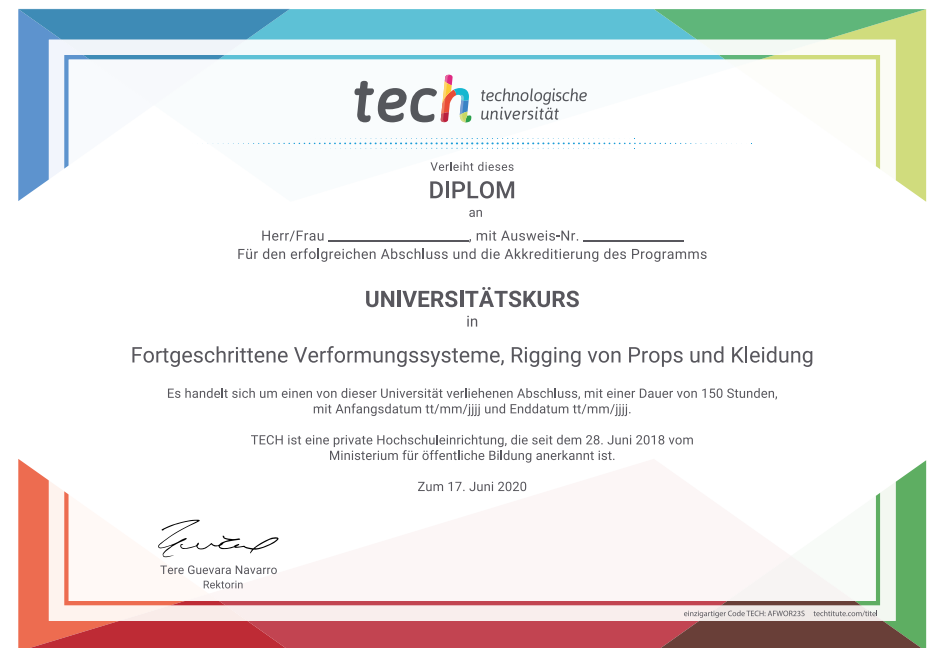 tech technologische
universität
Verleiht dieses
DIPLOM
an
Herr/Frau ____________________, mit Ausweis-Nr. ______________
Für den erfolgreichen Abschluss und die Akkreditierung des Programms
UNIVERSITÄTSKURS
in
Fortgeschrittene Verformungssysteme, Rigging von Props und Kleidung
Es handelt sich um einen von dieser Universität verliehenen Abschluss, mit einer Dauer von 150 Stunden,
mit Anfangsdatum tt/mm/jjjj und Enddatum tt/mm/jjjj.
TECH ist eine private Hochschuleinrichtung, die seit dem 28. Juni 2018 vom
Ministerium für öffentliche Bildung anerkannt ist.
Zum 17. Juni 2020
Tere Guevara Navarro
Rektorin
einzigartiger Code TECH: AFWOR23S techtitute.com/titel